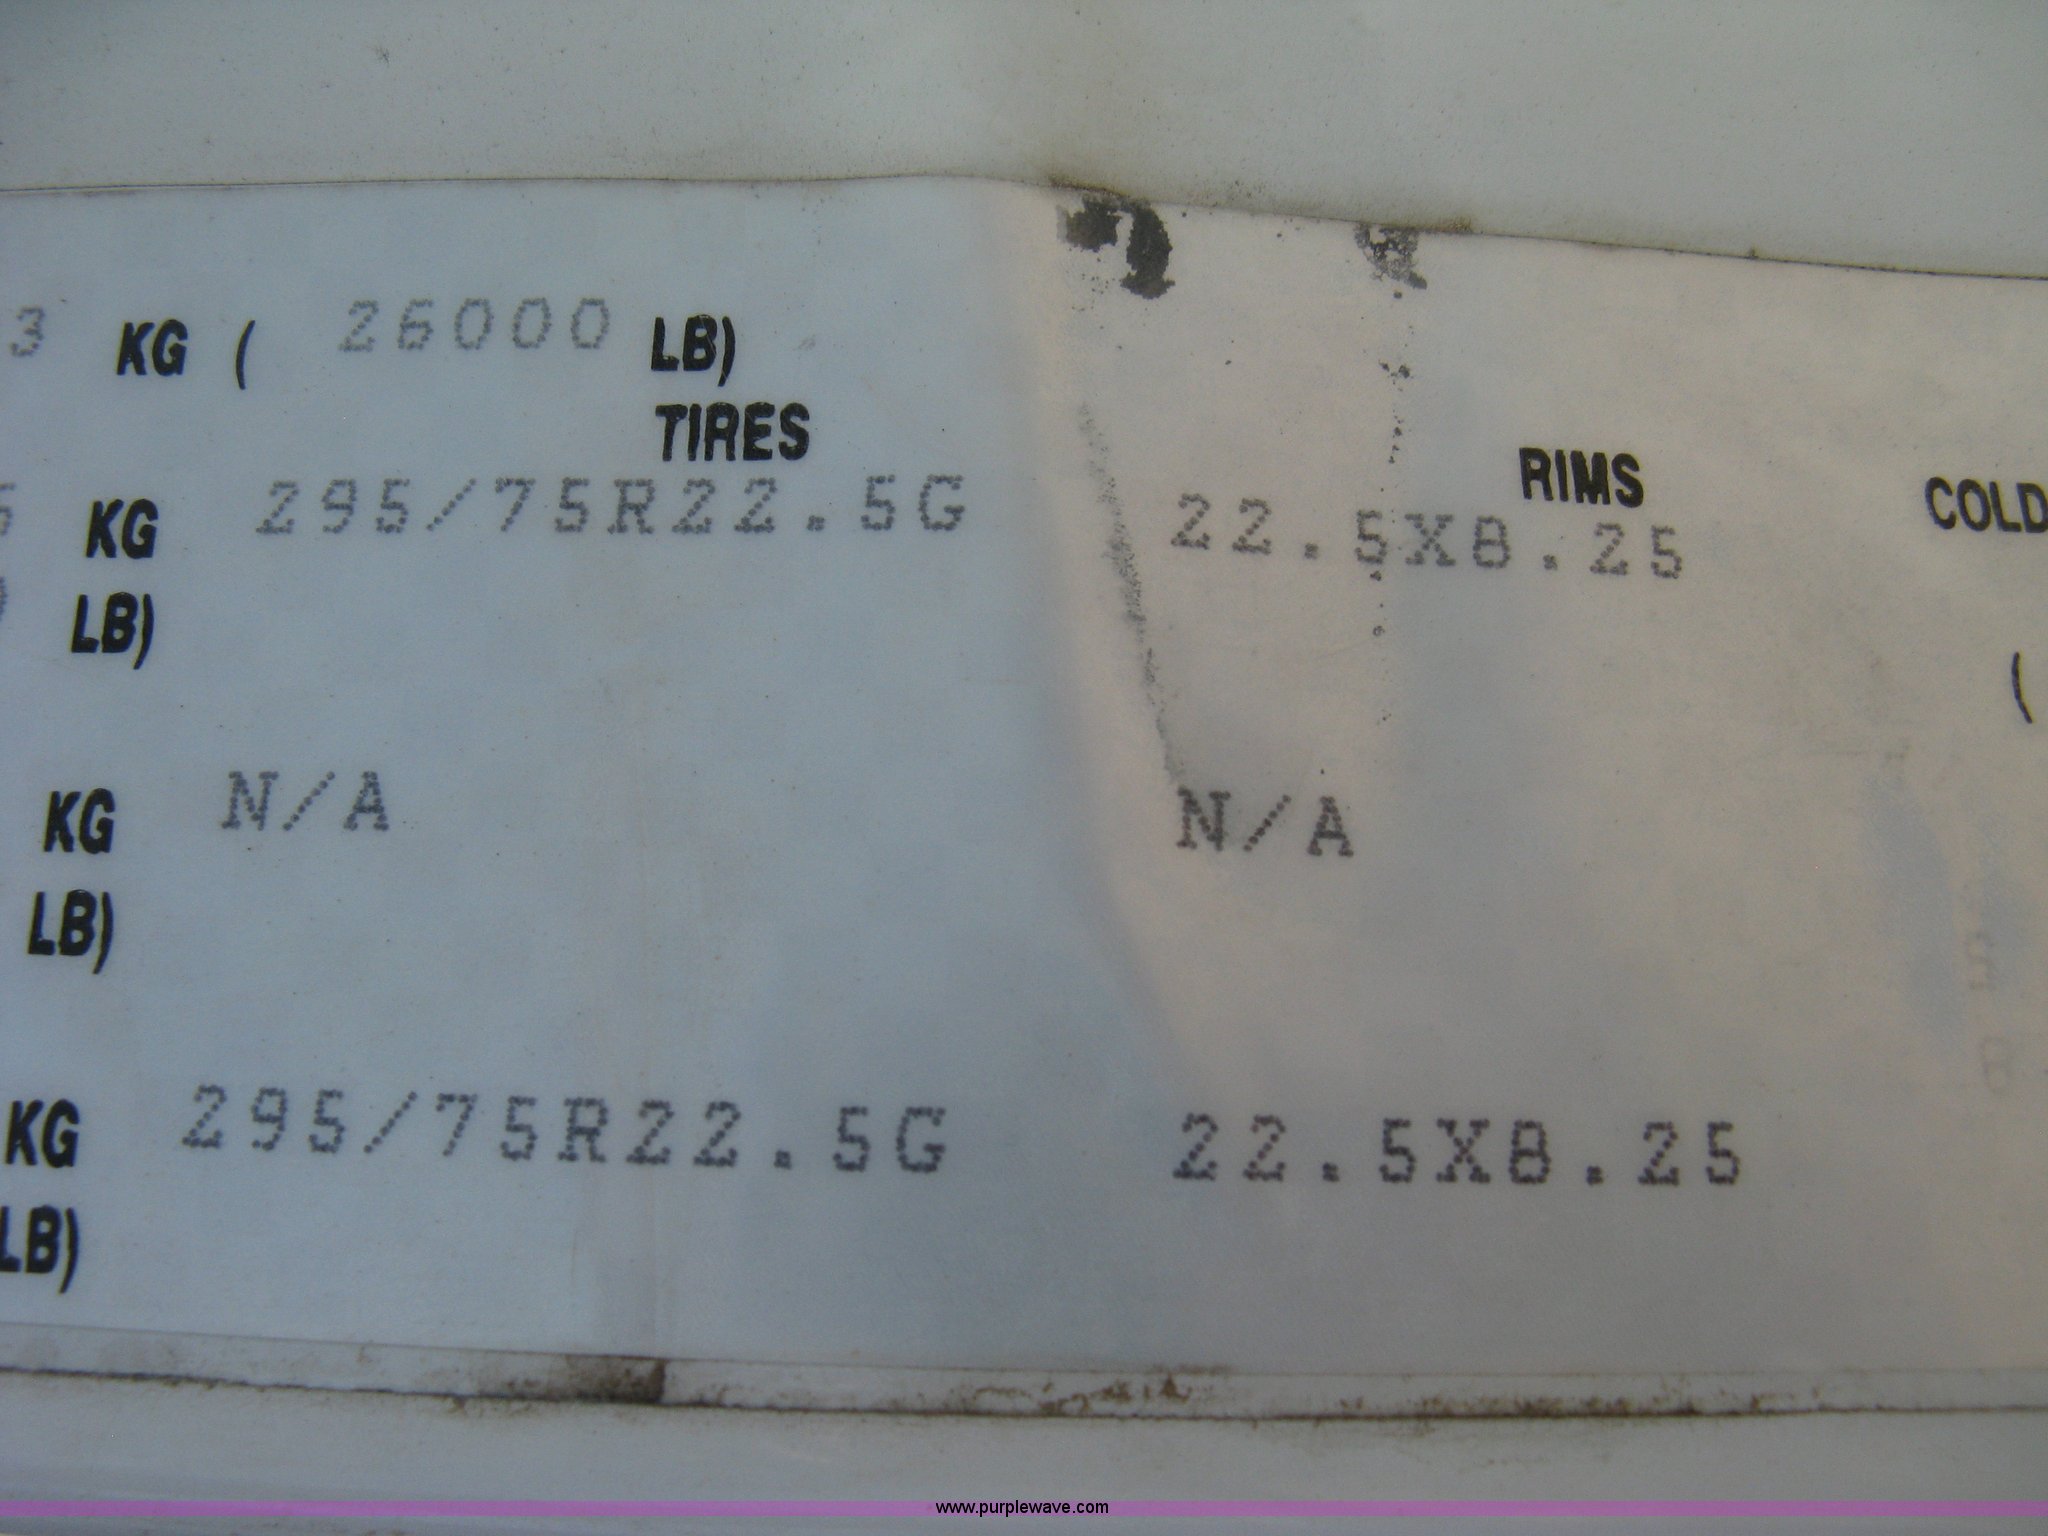 3 KG ( 26000 LB)
TIRES RIMS COLD
KG 295/75R22.5G 22.5X8.25
LB) (
KG N/A N/A
LB)
KG 295/75R22.5G 22.5X8.25
LB)
www.purplewave.com